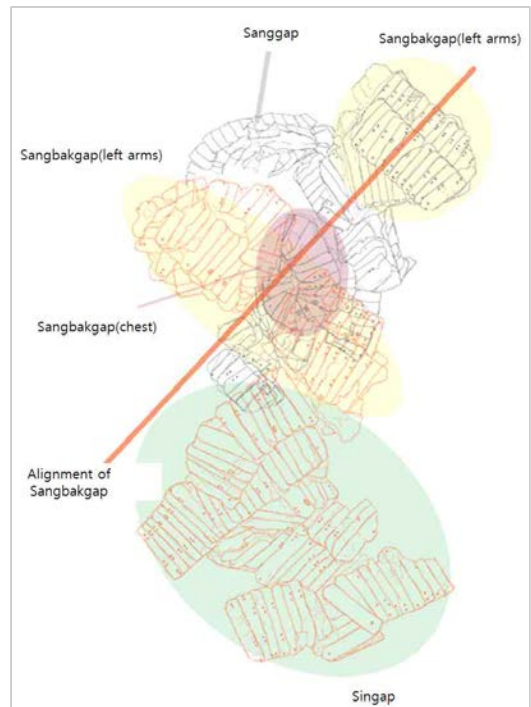 Sanggap
Sangbakgap(left arms)
Sangbakgap(left arms)
Sangbakgap(chest)
Alignment of
Sangbakgap
Singap